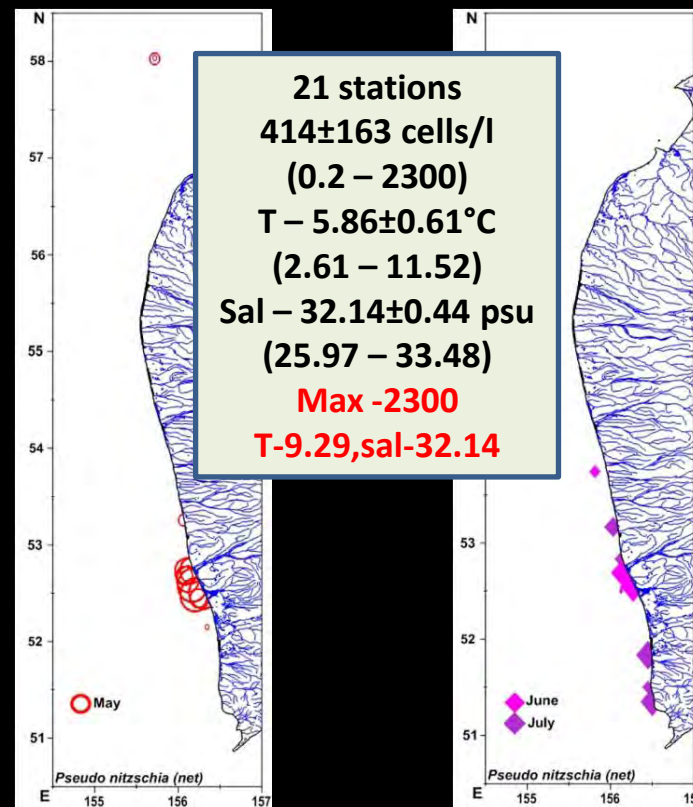 N
58
57
56
55
54
53
52
51
E
155
156
157
May
Pseudo nitzschia (net)
21 stations
414±163 cells/l
(0.2 – 2300)
T – 5.86±0.61°C
(2.61 – 11.52)
Sal – 32.14±0.44 psu
(25.97 – 33.48)
Max -2300
T-9.29,sal-32.14
N
58
57
53
52
51
E
155
156
June
July
Pseudo nitzschia (net)